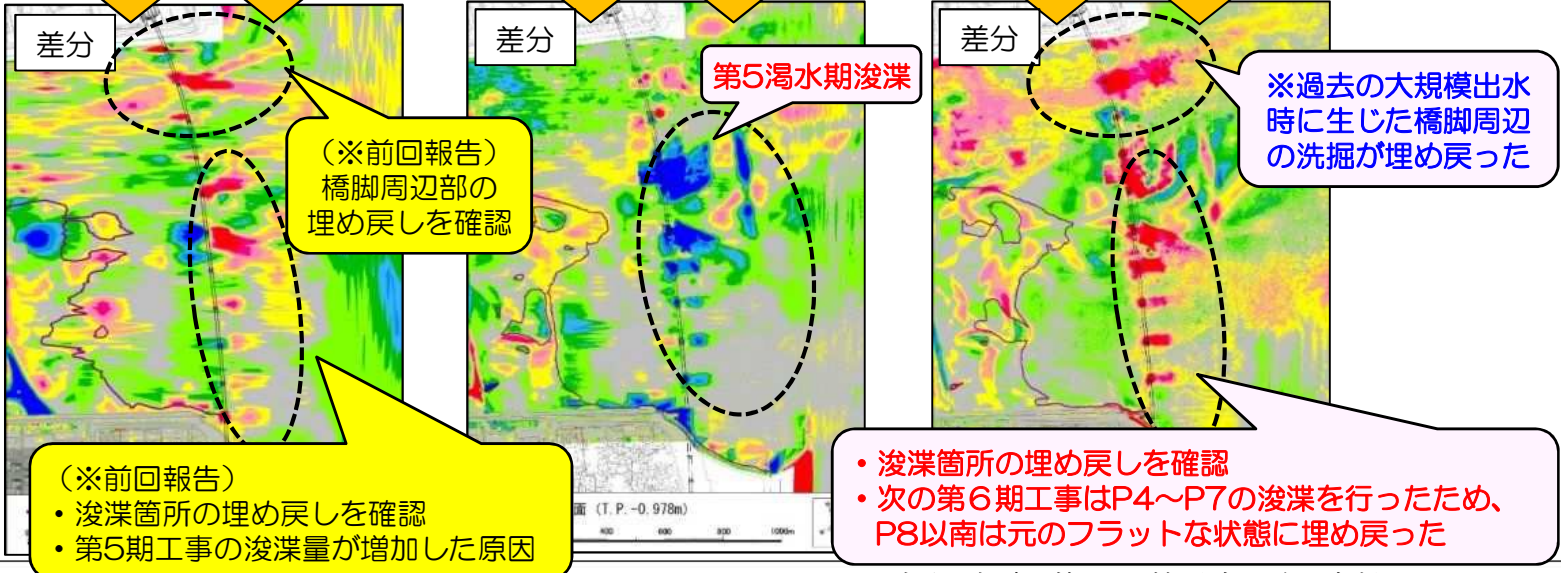 差分
差分
差分
第5渇水期浚渫
※過去の大規模出水
時に生じた橋脚周辺
の洗掘が埋め戻った
（※前回報告）
橋脚周辺部の
埋め戻しを確認
（※前回報告）
・浚渫箇所の埋め戻しを確認
・第5期工事の浚渫量が増加した原因
面 (T.P.-0.978m)
400 600 800 1000m
・浚渫箇所の埋め戻しを確認
・次の第６期工事はP4～P7の浚渫を行ったため、
P8以南は元のフラットな状態に埋め戻った